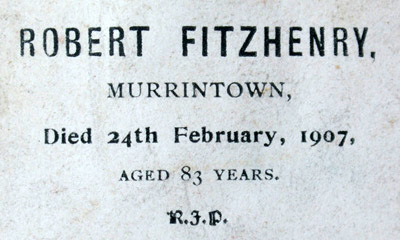 ROBERT FITZHENRY,
MURRINTOWN,
Died 24th February, 1907,
AGED 83 YEARS.
R.I.P.